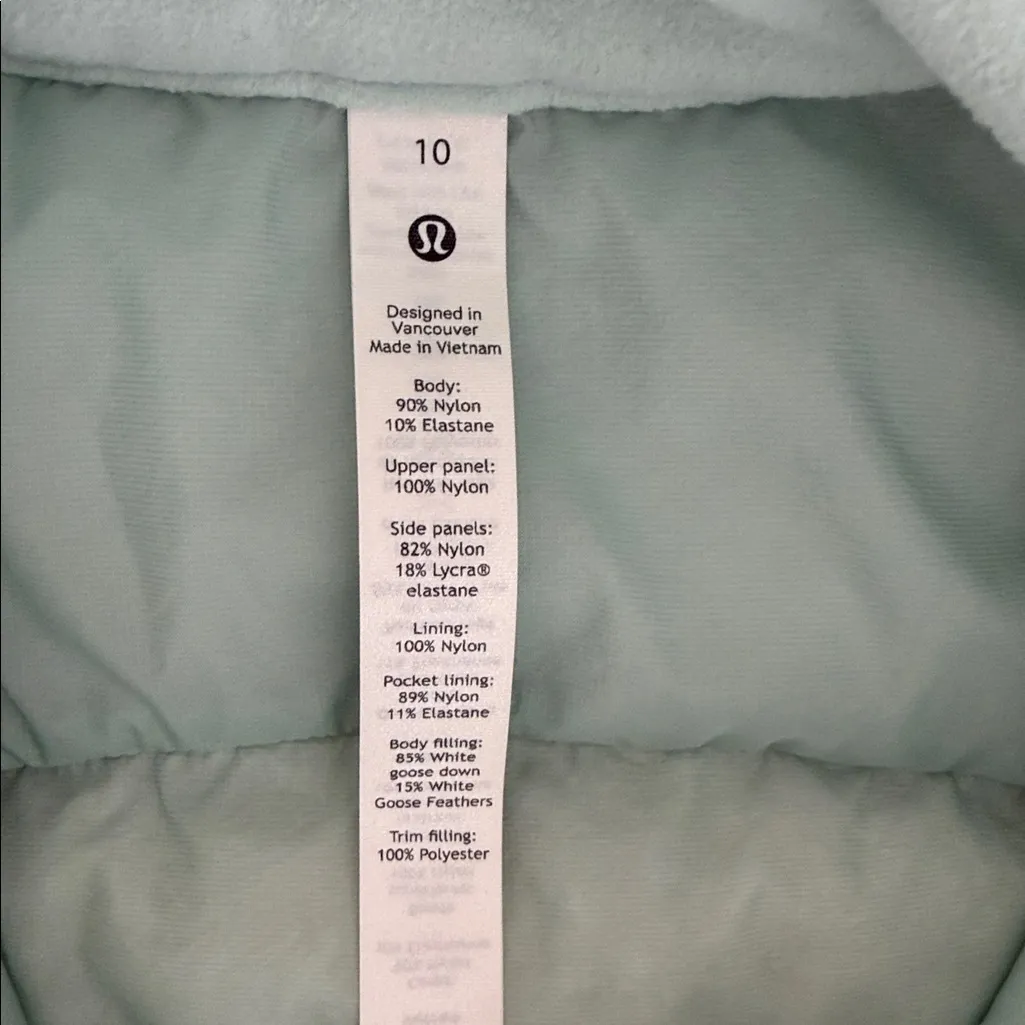 10
Designed in
Vancouver
Made in Vietnam
Body:
90% Nylon
10% Elastane
Upper panel:
100% Nylon
Side panels:
82% Nylon
18% Lycra®
elastane
Lining:
100% Nylon
Pocket lining:
89% Nylon
11% Elastane
Body filling:
85% White
goose down
15% White
Goose Feathers
Trim filling:
100% Polyester